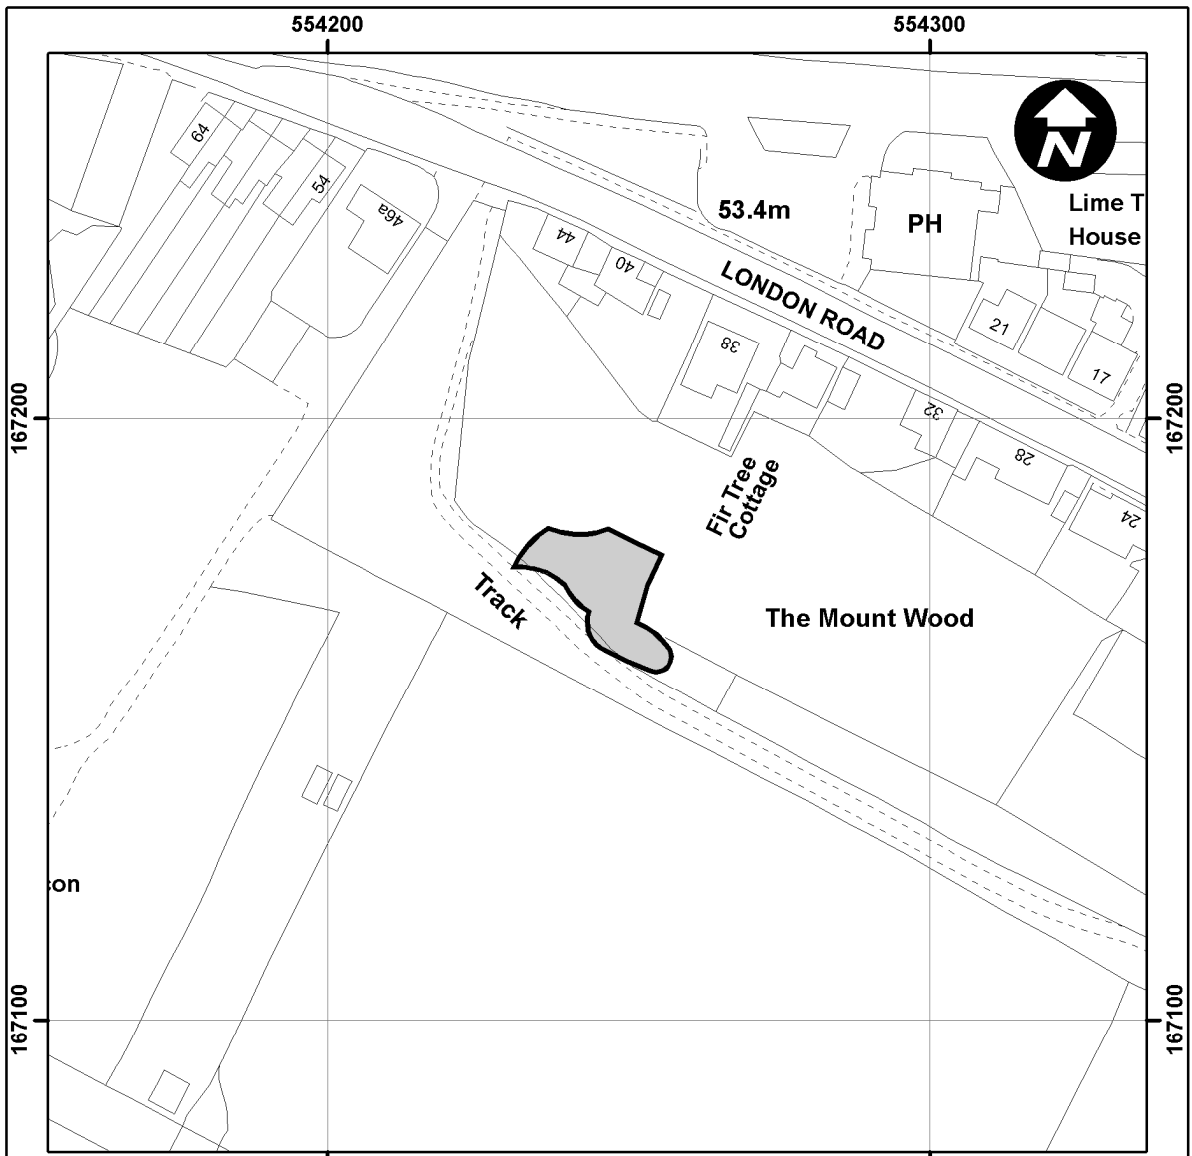 554200
554300
N
64
54
46a
44
40
53.4m
PH
Lime T
House
LONDON ROAD
21
17
38
32
28
24
167200
167200
Fir Tree
Cottage
Track
The Mount Wood
con
167100
167100